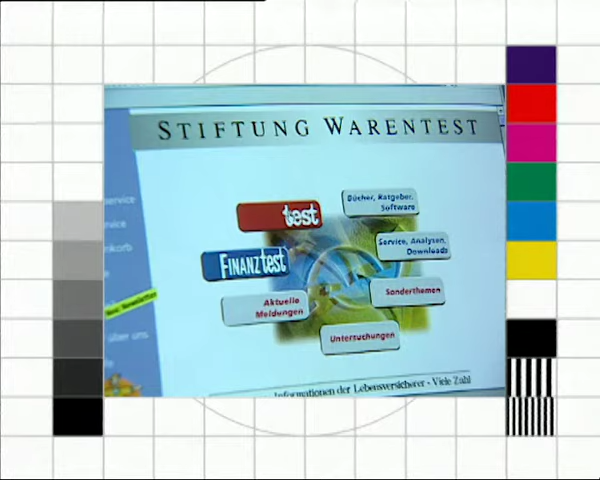 STIFTUNG WARENTEST
test
Bücher, Ratgeber,
Software
FINANZtest
Service, Analysen,
Downloads
Aktuelle
Meldungen
Sonderthemen
Untersuchungen
über uns
Informationen der Lebensversicherer - Viele Zahl